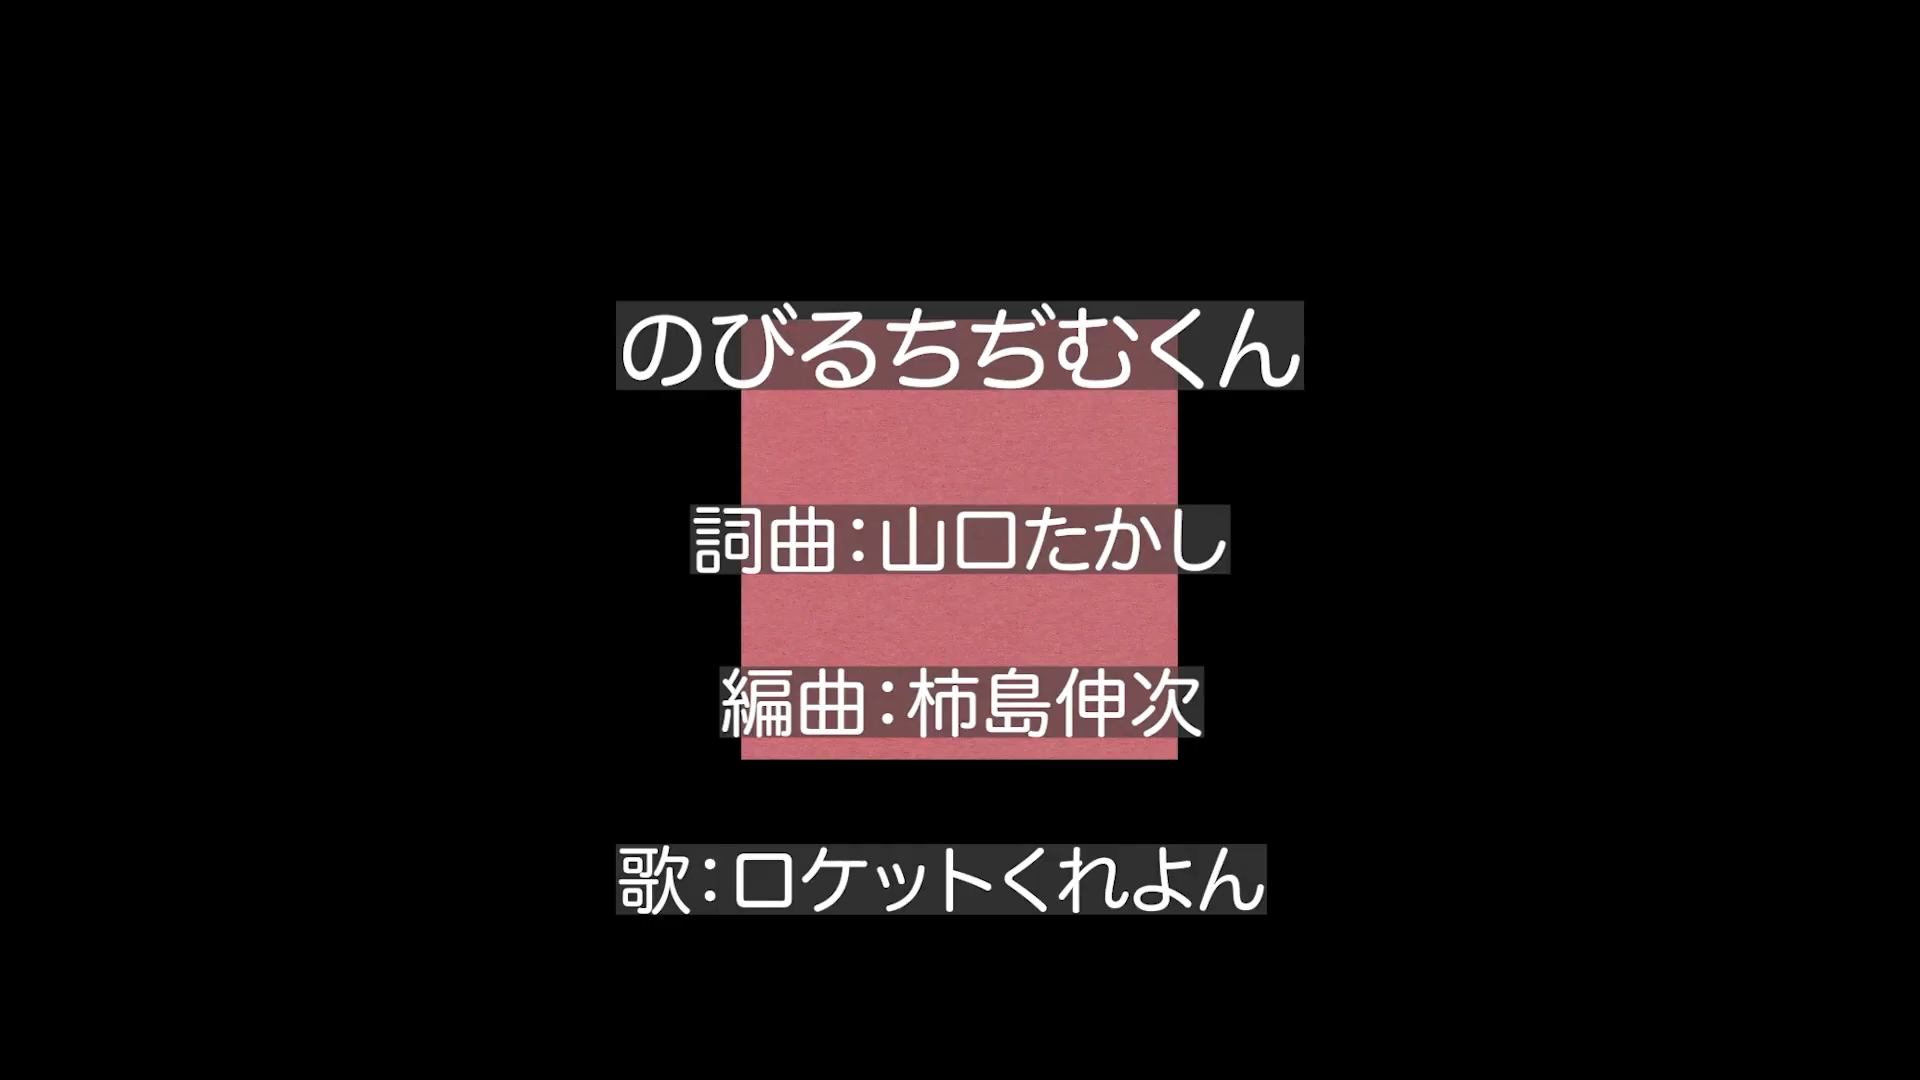 のびるちぢむくん
詞曲：山口たかし
編曲：柿島伸次
歌：ロケットくれよん